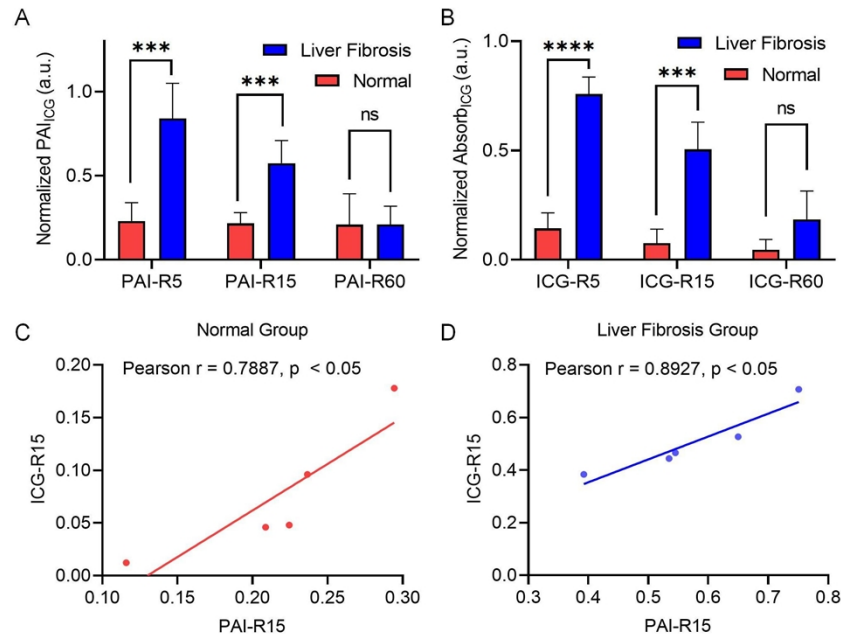 A
Normalized PAI_ICG (a.u.)
1.0
0.5
0.0
***
***
ns
Liver Fibrosis
Normal
PAI-R5
PAI-R15
PAI-R60
B
Normalized Absorb_ICG (a.u.)
1.0
0.5
0.0
****
***
ns
Liver Fibrosis
Normal
ICG-R5
ICG-R15
ICG-R60
C
Normal Group
Pearson r = 0.7887, p < 0.05
ICG-R15
0.20
0.15
0.10
0.05
0.00
0.10
0.15
0.20
0.25
0.30
PAI-R15
D
Liver Fibrosis Group
Pearson r = 0.8927, p < 0.05
ICG-R15
0.8
0.6
0.4
0.2
0.0
0.3
0.4
0.5
0.6
0.7
0.8
PAI-R15